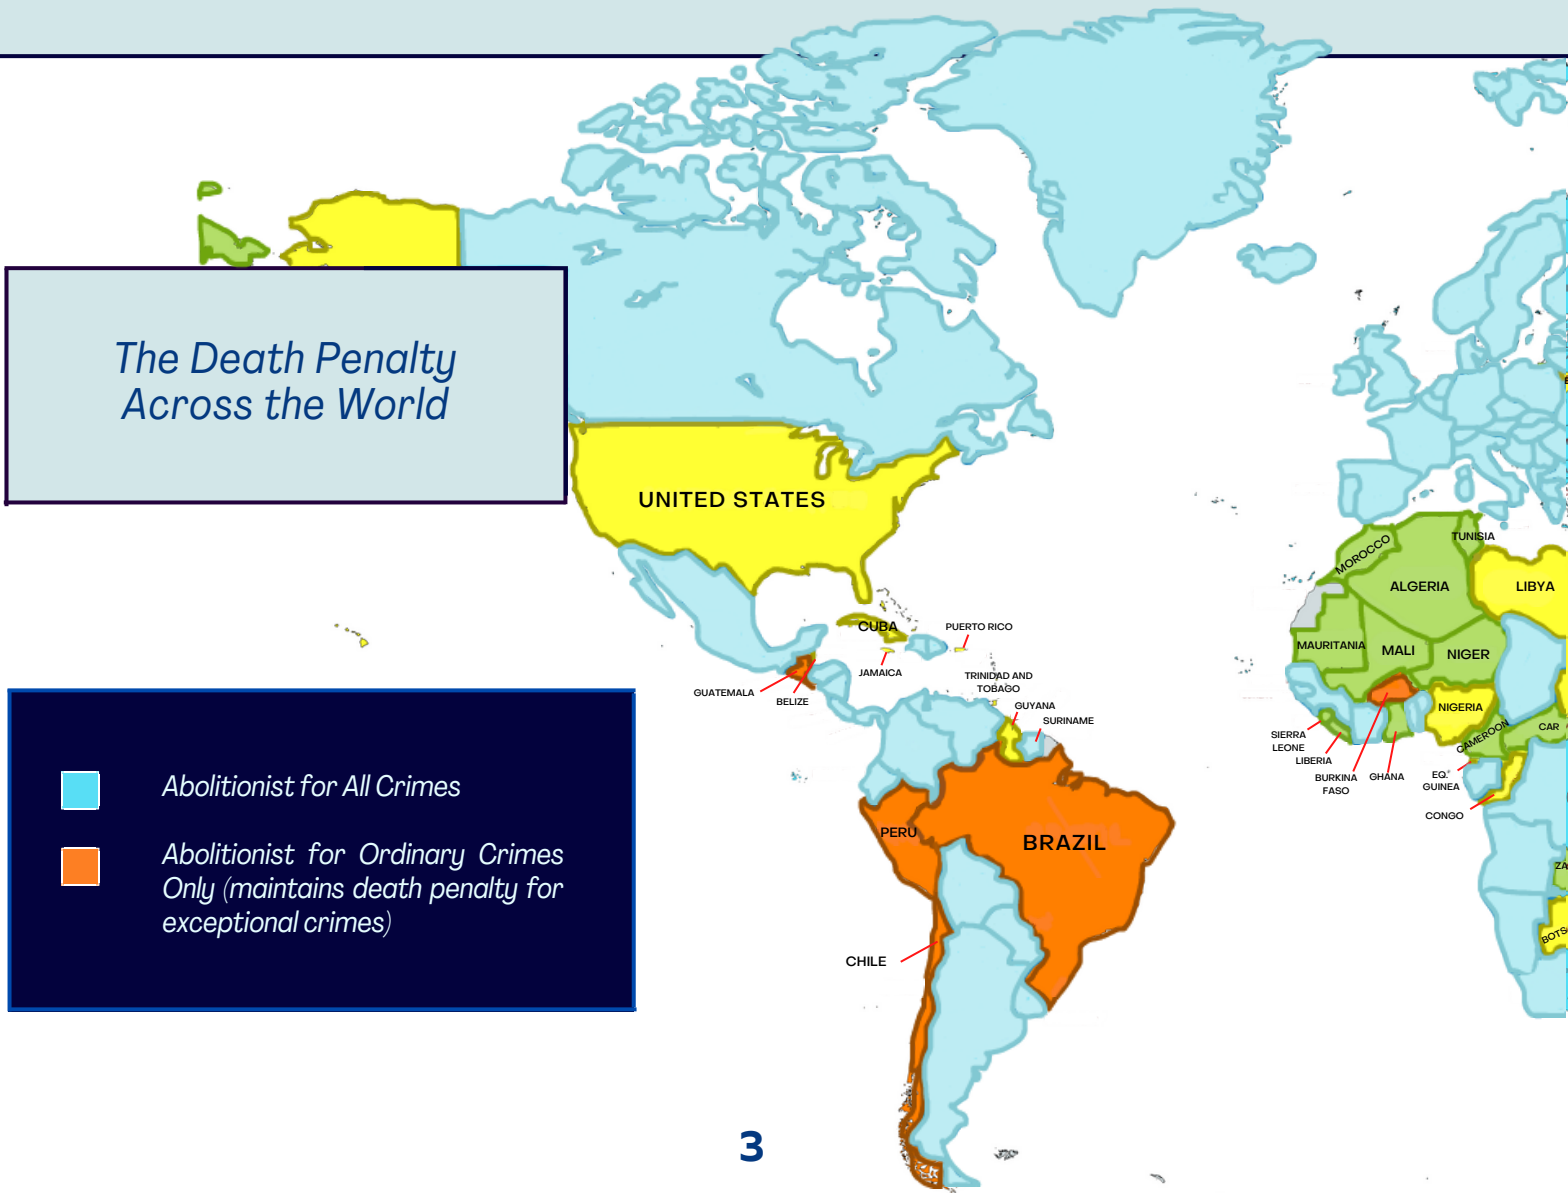 The Death Penalty
Across the World
UNITED STATES
CUBA
PUERTO RICO
JAMAICA
TRINIDAD AND
TOBAGO
GUATEMALA
BELIZE
GUYANA
SURINAME
PERU
BRAZIL
CHILE
MOROCCO
TUNISIA
ALGERIA
LIBYA
MAURITANIA
MALI
NIGER
NIGERIA
CAMEROON
CAR
SIERRA
LEONE
LIBERIA
BURKINA
FASO
GHANA
EQ.
GUINEA
CONGO
ZA
BOTS
Abolitionist for All Crimes
Abolitionist for Ordinary Crimes
Only (maintains death penalty for
exceptional crimes)
3